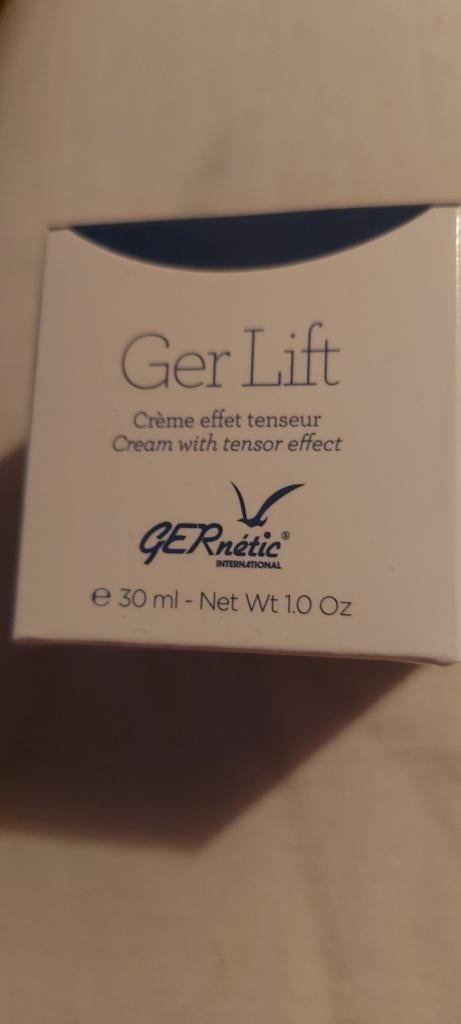 Ger Lift
Crème effet tenseur
Cream with tensor effect
GERnétic®
INTERNATIONAL
℮ 30 ml - Net Wt 1.0 Oz